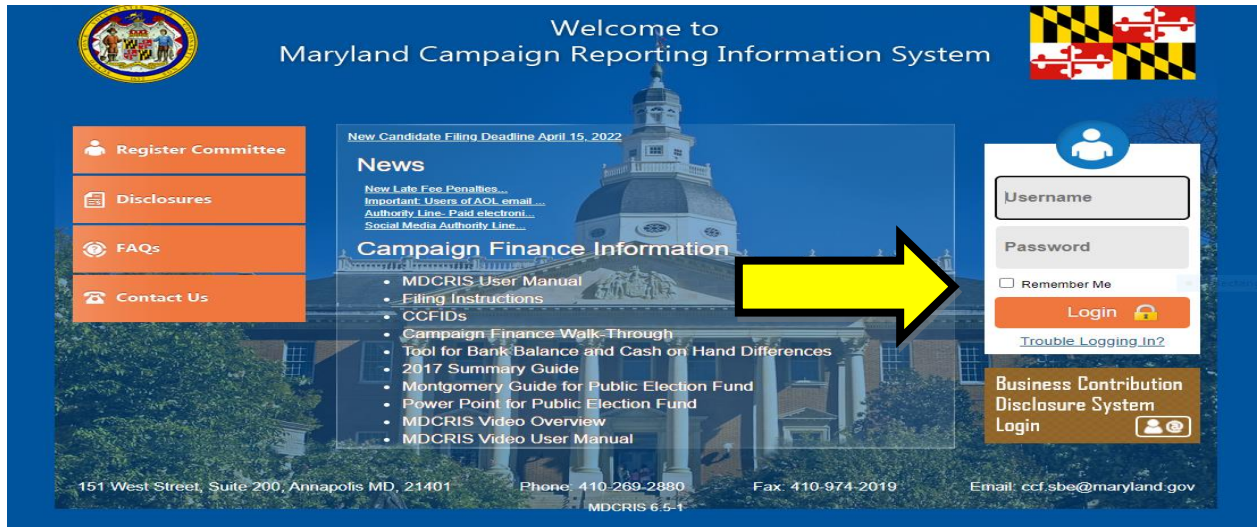 Welcome to
Maryland Campaign Reporting Information System
Register Committee
Disclosures
FAQs
Contact Us
New Candidate Filing Deadline April 15, 2022
News
New Late Fee Penalties...
Important: Users of AOL email ...
Authority Line- Paid electroni...
Social Media Authority Line...
Campaign Finance Information
• MDCRIS User Manual
• Filing Instructions
• CCFIDs
• Campaign Finance Walk-Through
• Tool for Bank Balance and Cash on Hand Differences
• 2017 Summary Guide
• Montgomery Guide for Public Election Fund
• Power Point for Public Election Fund
• MDCRIS Video Overview
• MDCRIS Video User Manual
Username
Password
Remember Me
Login
Trouble Logging In?
Business Contribution
Disclosure System
Login
151 West Street, Suite 200, Annapolis MD, 21401 Phone: 410-269-2880 Fax: 410-974-2019 Email: ccf.sbe@maryland.gov
MDCRIS 6.5-1